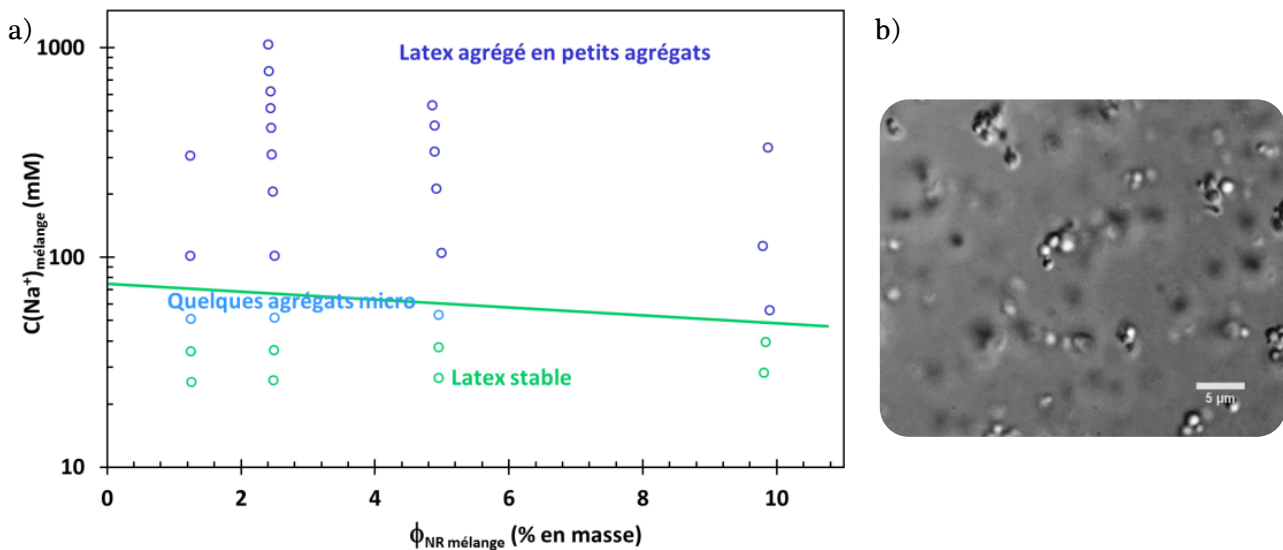 a)
b)
1000
100
10
C(Na⁺)mélange (mM)
Latex agrégé en petits agrégats
Quelques agrégats micro
Latex stable
0 2 4 6 8 10
ϕNR mélange (% en masse)
5 µm